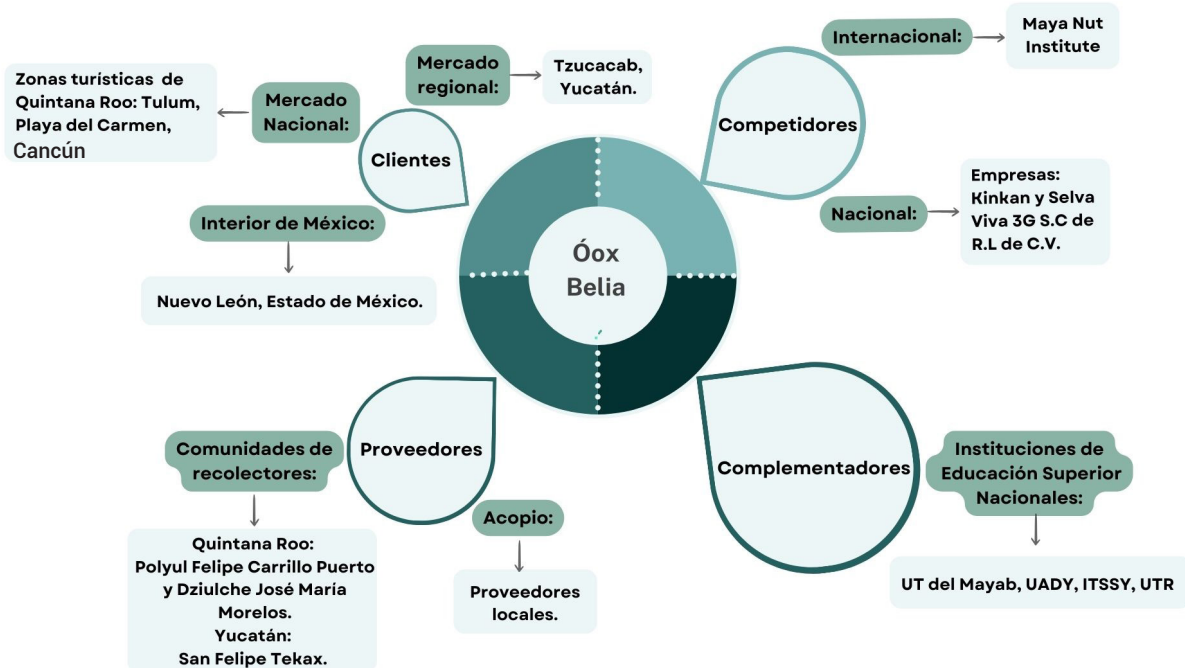 Óox
Belia
Clientes
Mercado
regional:
Tzucacab,
Yucatán.
Mercado
Nacional:
Zonas turísticas de
Quintana Roo: Tulum,
Playa del Carmen,
Cancún
Interior de México:
Nuevo León, Estado de México.
Competidores
Internacional:
Maya Nut
Institute
Nacional:
Empresas:
Kinkan y Selva
Viva 3G S.C de
R.L de C.V.
Proveedores
Comunidades de
recolectores:
Quintana Roo:
Polyul Felipe Carrillo Puerto
y Dziulche José María
Morelos.
Yucatán:
San Felipe Tekax.
Acopio:
Proveedores
locales.
Complementadores
Instituciones de
Educación Superior
Nacionales:
UT del Mayab, UADY, ITSSY, UTR